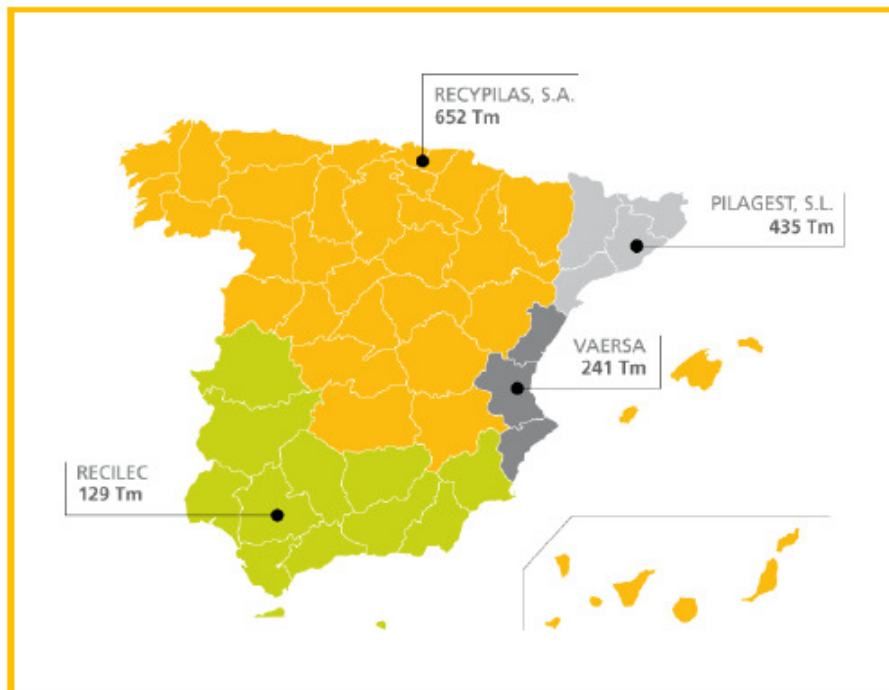 RECYPILAS, S.A.
652 Tm
PILAGEST, S.L.
435 Tm
VAERSA
241 Tm
RECILEC
129 Tm